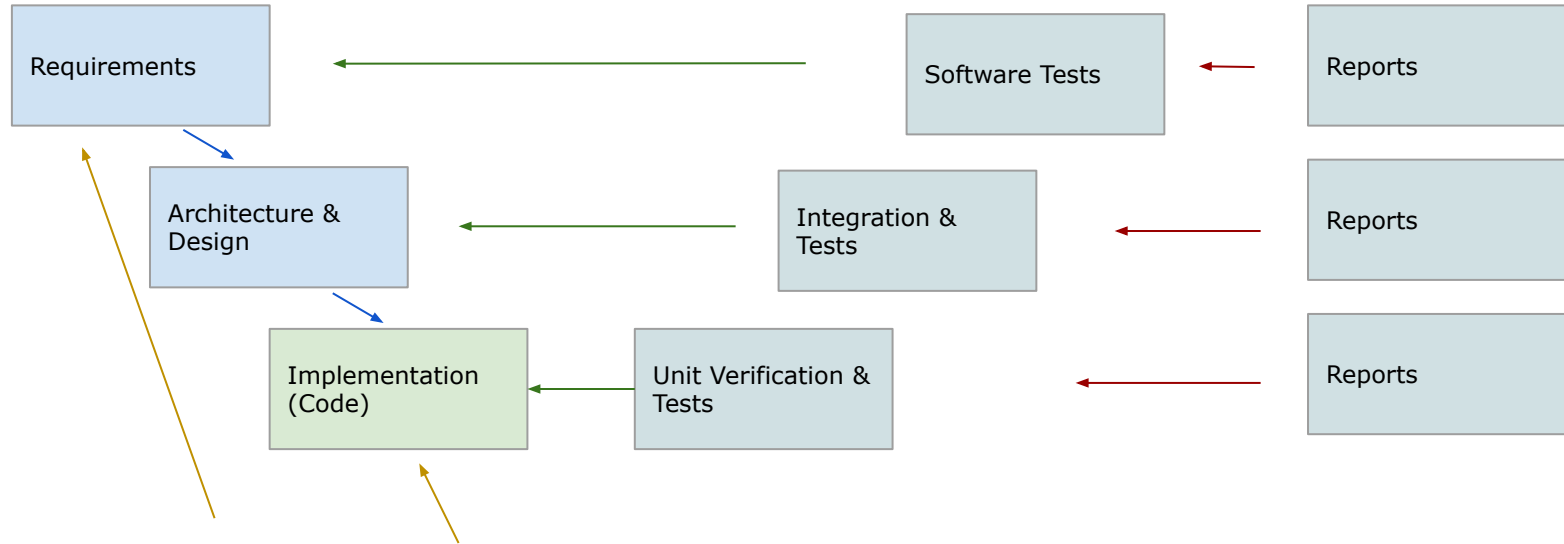 Requirements
Software Tests
Reports
Architecture &
Design
Integration &
Tests
Reports
Implementation
(Code)
Unit Verification &
Tests
Reports